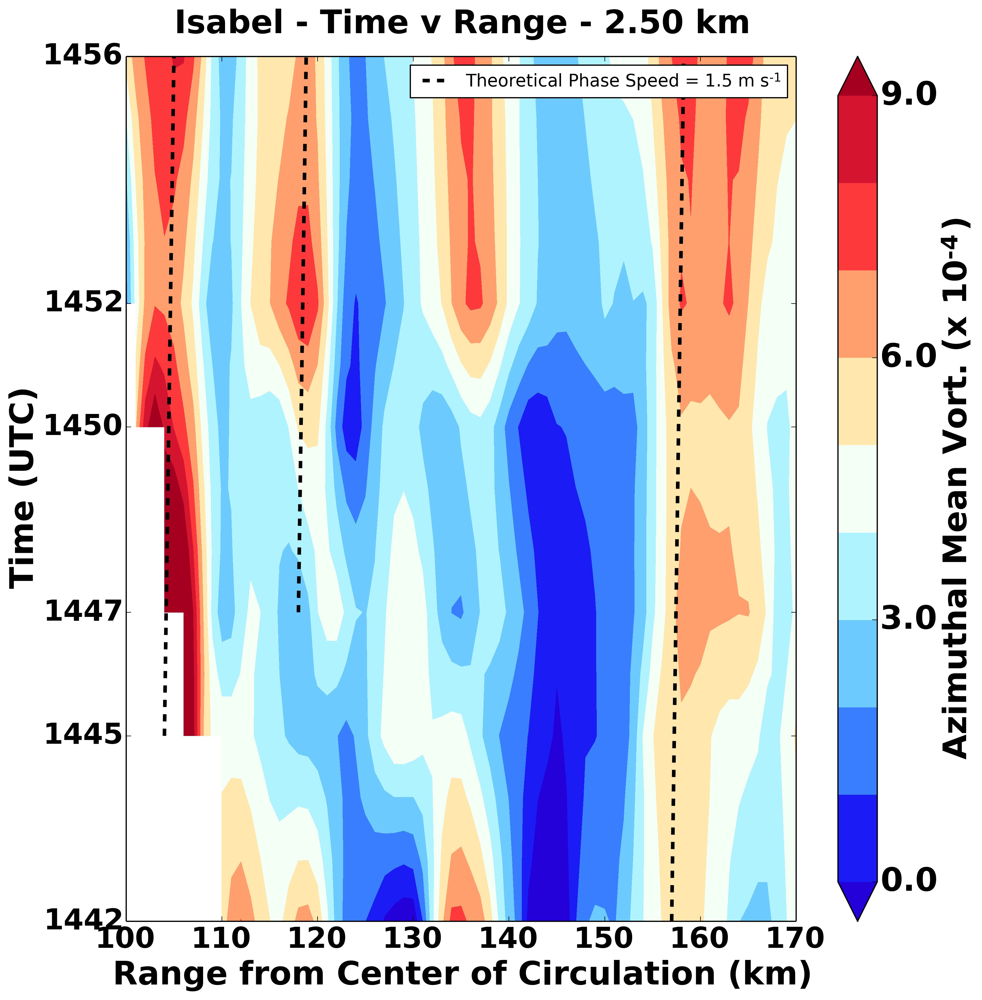 Isabel - Time v Range - 2.50 km
Theoretical Phase Speed = 1.5 m s-1
1456
1452
1450
1447
1445
1442
Time (UTC)
100 110 120 130 140 150 160 170
Range from Center of Circulation (km)
9.0
6.0
3.0
0.0
Azimuthal Mean Vort. (x 10-4)